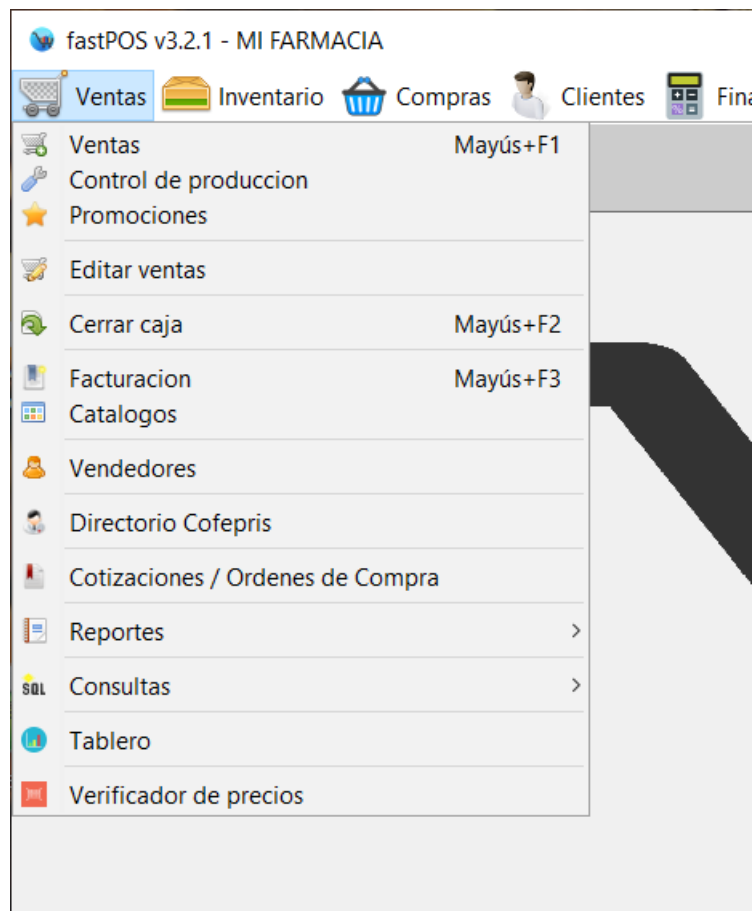 fastPOS v3.2.1 - MI FARMACIA
Ventas Inventario Compras Clientes
Ventas Mayús+F1
Control de produccion
Promociones
Editar ventas
Cerrar caja Mayús+F2
Facturacion Mayús+F3
Catalogos
Vendedores
Directorio Cofepris
Cotizaciones / Ordenes de Compra
Reportes
SQL Consultas
Tablero
Verificador de precios